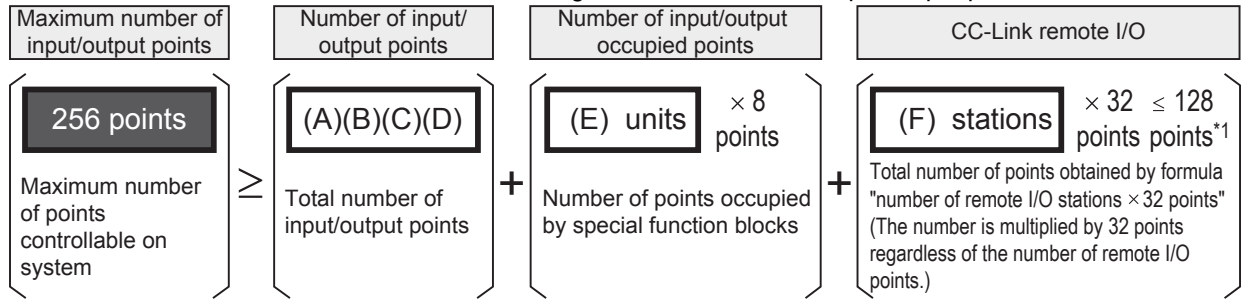 Maximum number of
input/output points
Number of input/
output points
Number of input/output
occupied points
CC-Link remote I/O
256 points
Maximum number
of points
controllable on
system
≥
(A)(B)(C)(D)
Total number of
input/output points
+
(E) units
× 8
points
Number of points occupied
by special function blocks
+
(F) stations
× 32 ≤ 128
points points*1
Total number of points obtained by formula
"number of remote I/O stations × 32 points"
(The number is multiplied by 32 points
regardless of the number of remote I/O
points.)